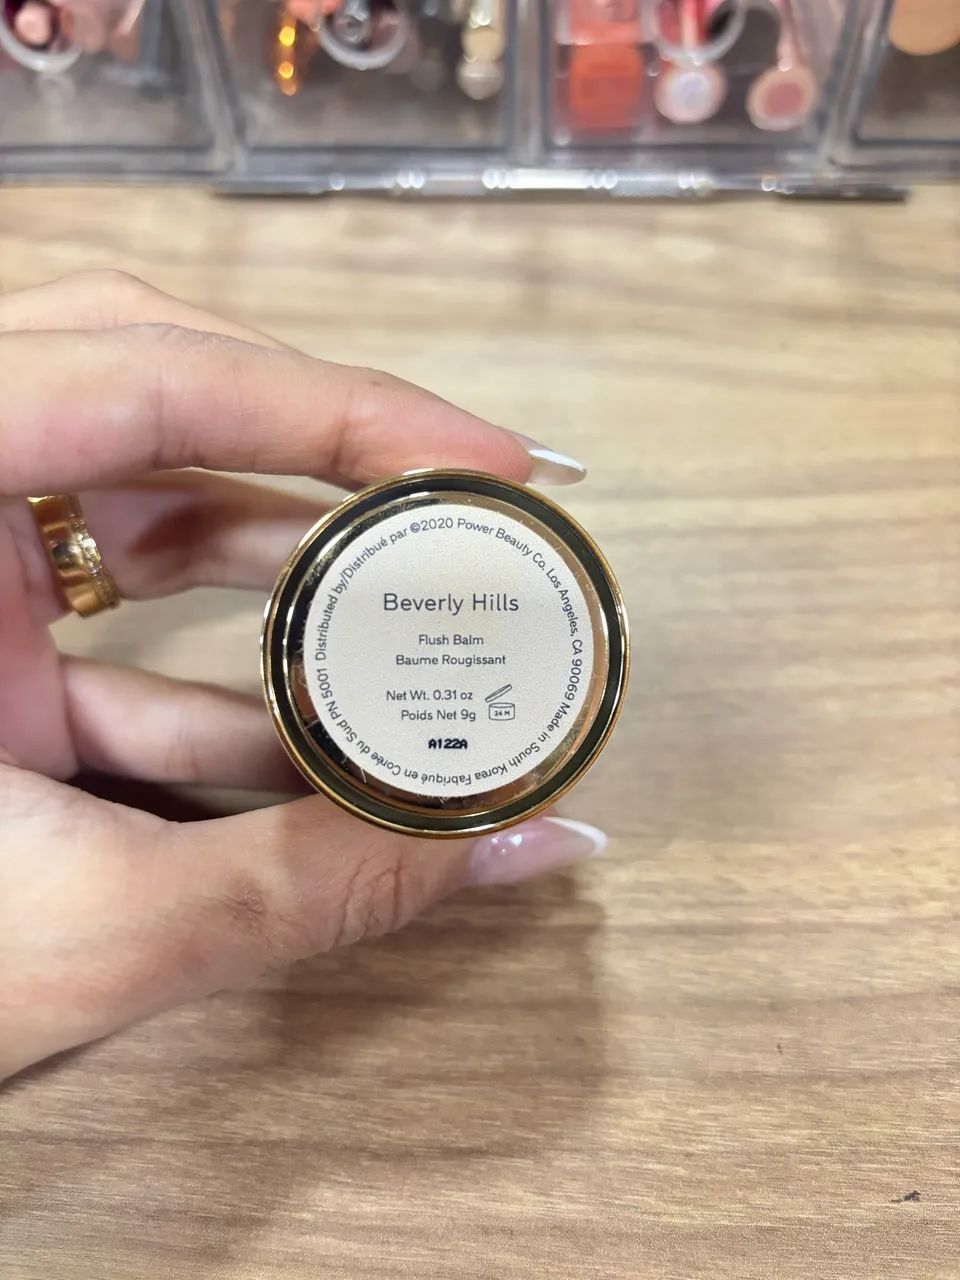 Beverly Hills
Flush Balm
Baume Rougissant
Net Wt. 0.31 oz
Poids Net 9g
24 M
A122A
PN 5001 Distributed by/Distribué par ©2020 Power Beauty Co. Los Angeles, CA 90069 Made in South Korea Fabriqué en Corée du Sud